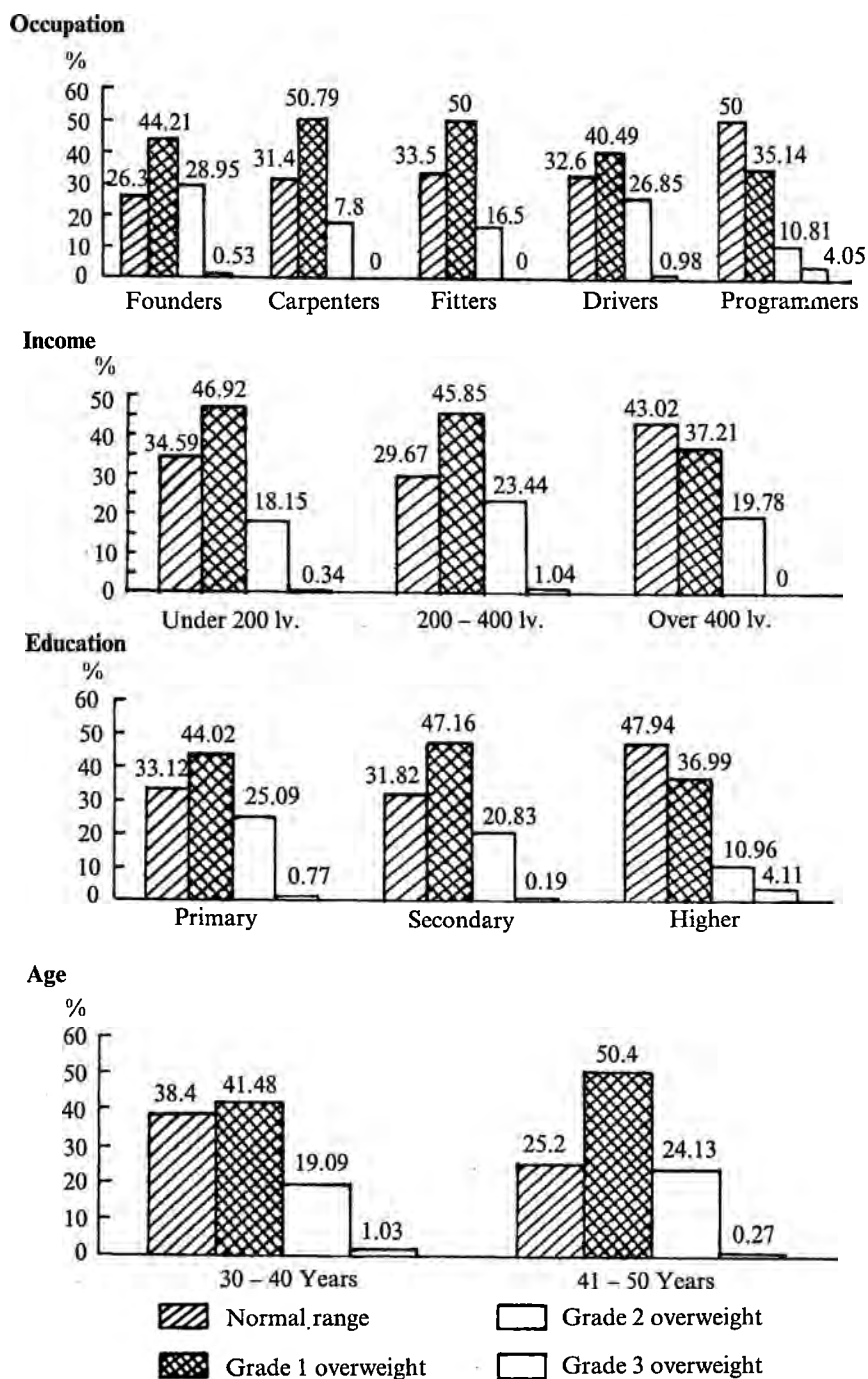 Occupation
%
60
50
40
30
20
10
0
26.3 44.21 28.95 0.53
31.4 50.79 7.8 0
33.5 50 16.5 0
32.6 40.49 26.85 0.98
50 35.14 10.81 4.05
Founders Carpenters Fitters Drivers Programmers
Income
%
50
40
30
20
10
0
34.59 46.92 18.15 0.34
29.67 45.85 23.44 1.04
43.02 37.21 19.78 0
Under 200 lv. 200 – 400 lv. Over 400 lv.
Education
%
60
50
40
30
20
10
0
33.12 44.02 25.09 0.77
31.82 47.16 20.83 0.19
47.94 36.99 10.96 4.11
Primary Secondary Higher
Age
%
60
50
40
30
20
10
0
38.4 41.48 19.09 1.03
25.2 50.4 24.13 0.27
30 – 40 Years 41 – 50 Years
Normal range Grade 2 overweight
Grade 1 overweight Grade 3 overweight